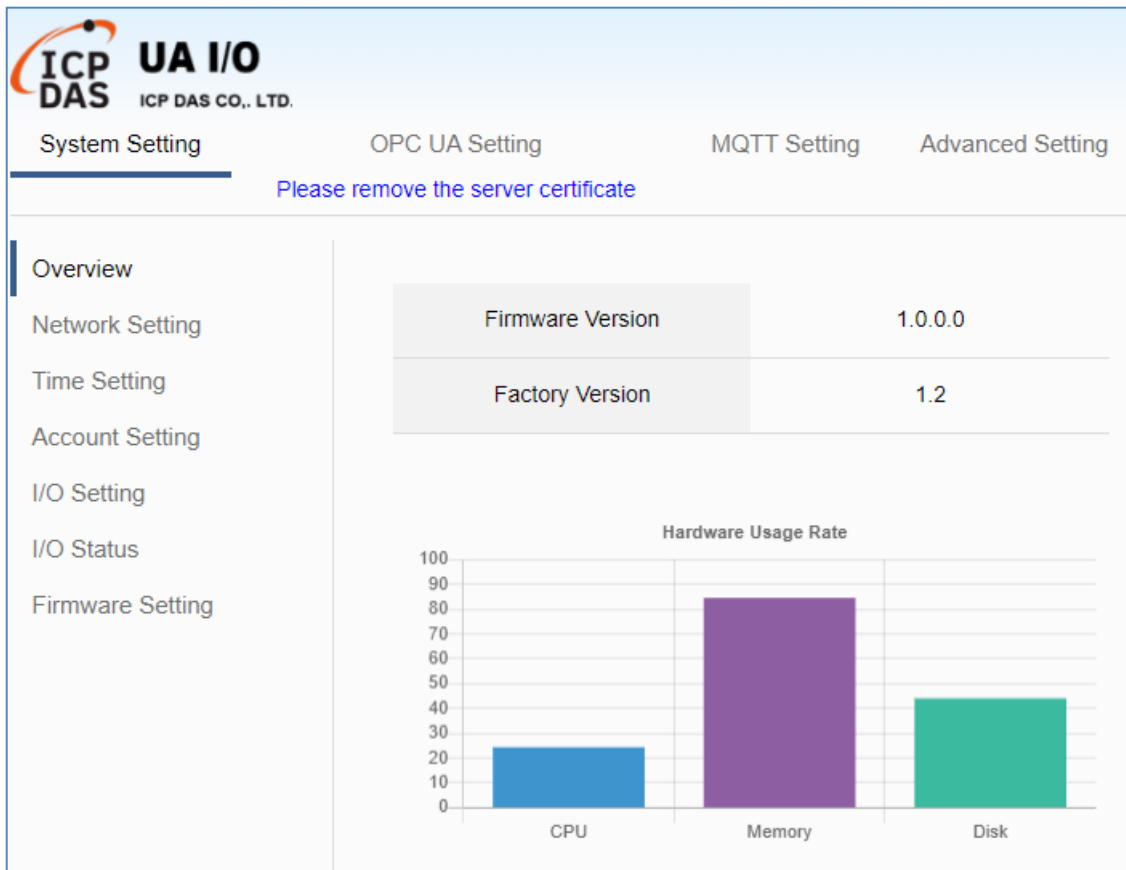 ICP
DAS
UA I/O
ICP DAS CO,. LTD.
System Setting OPC UA Setting MQTT Setting Advanced Setting
Please remove the server certificate
Overview
Network Setting
Time Setting
Account Setting
I/O Setting
I/O Status
Firmware Setting
Firmware Version 1.0.0.0
Factory Version 1.2
Hardware Usage Rate
100
90
80
70
60
50
40
30
20
10
0
CPU Memory Disk